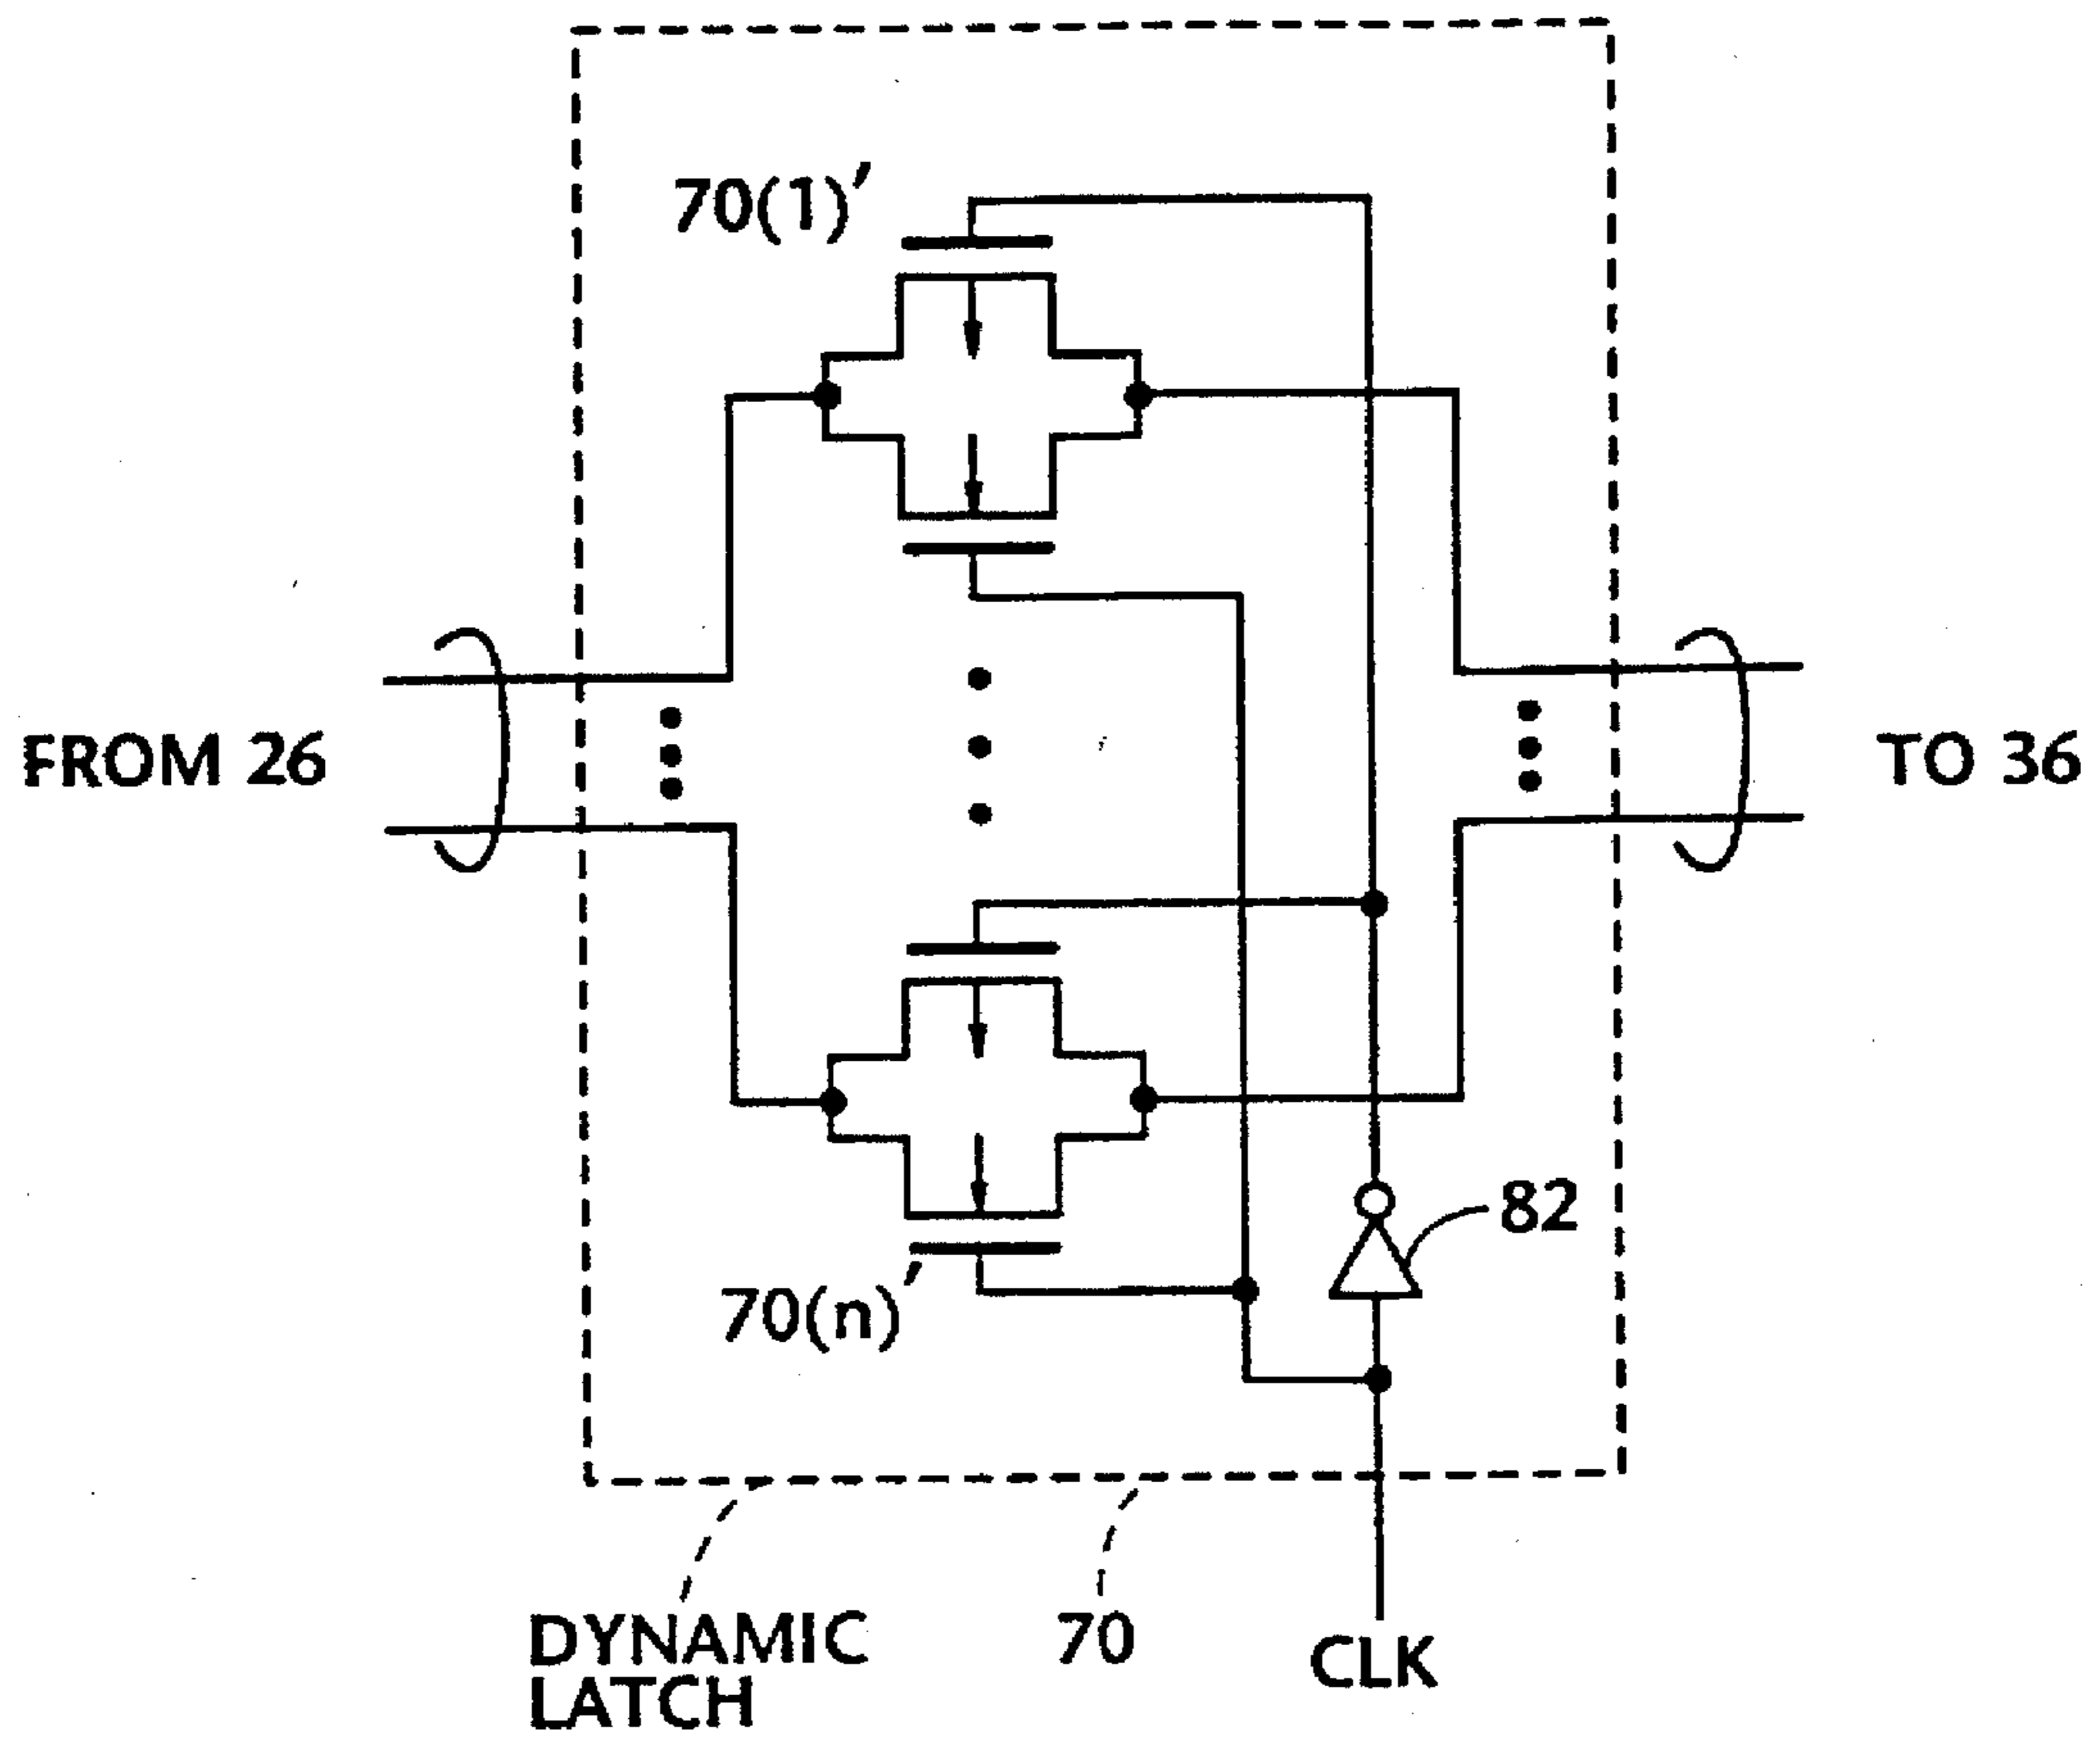 70(1)'
FROM 26
TO 36
82
70(n)'
DYNAMIC
LATCH
70
CLK